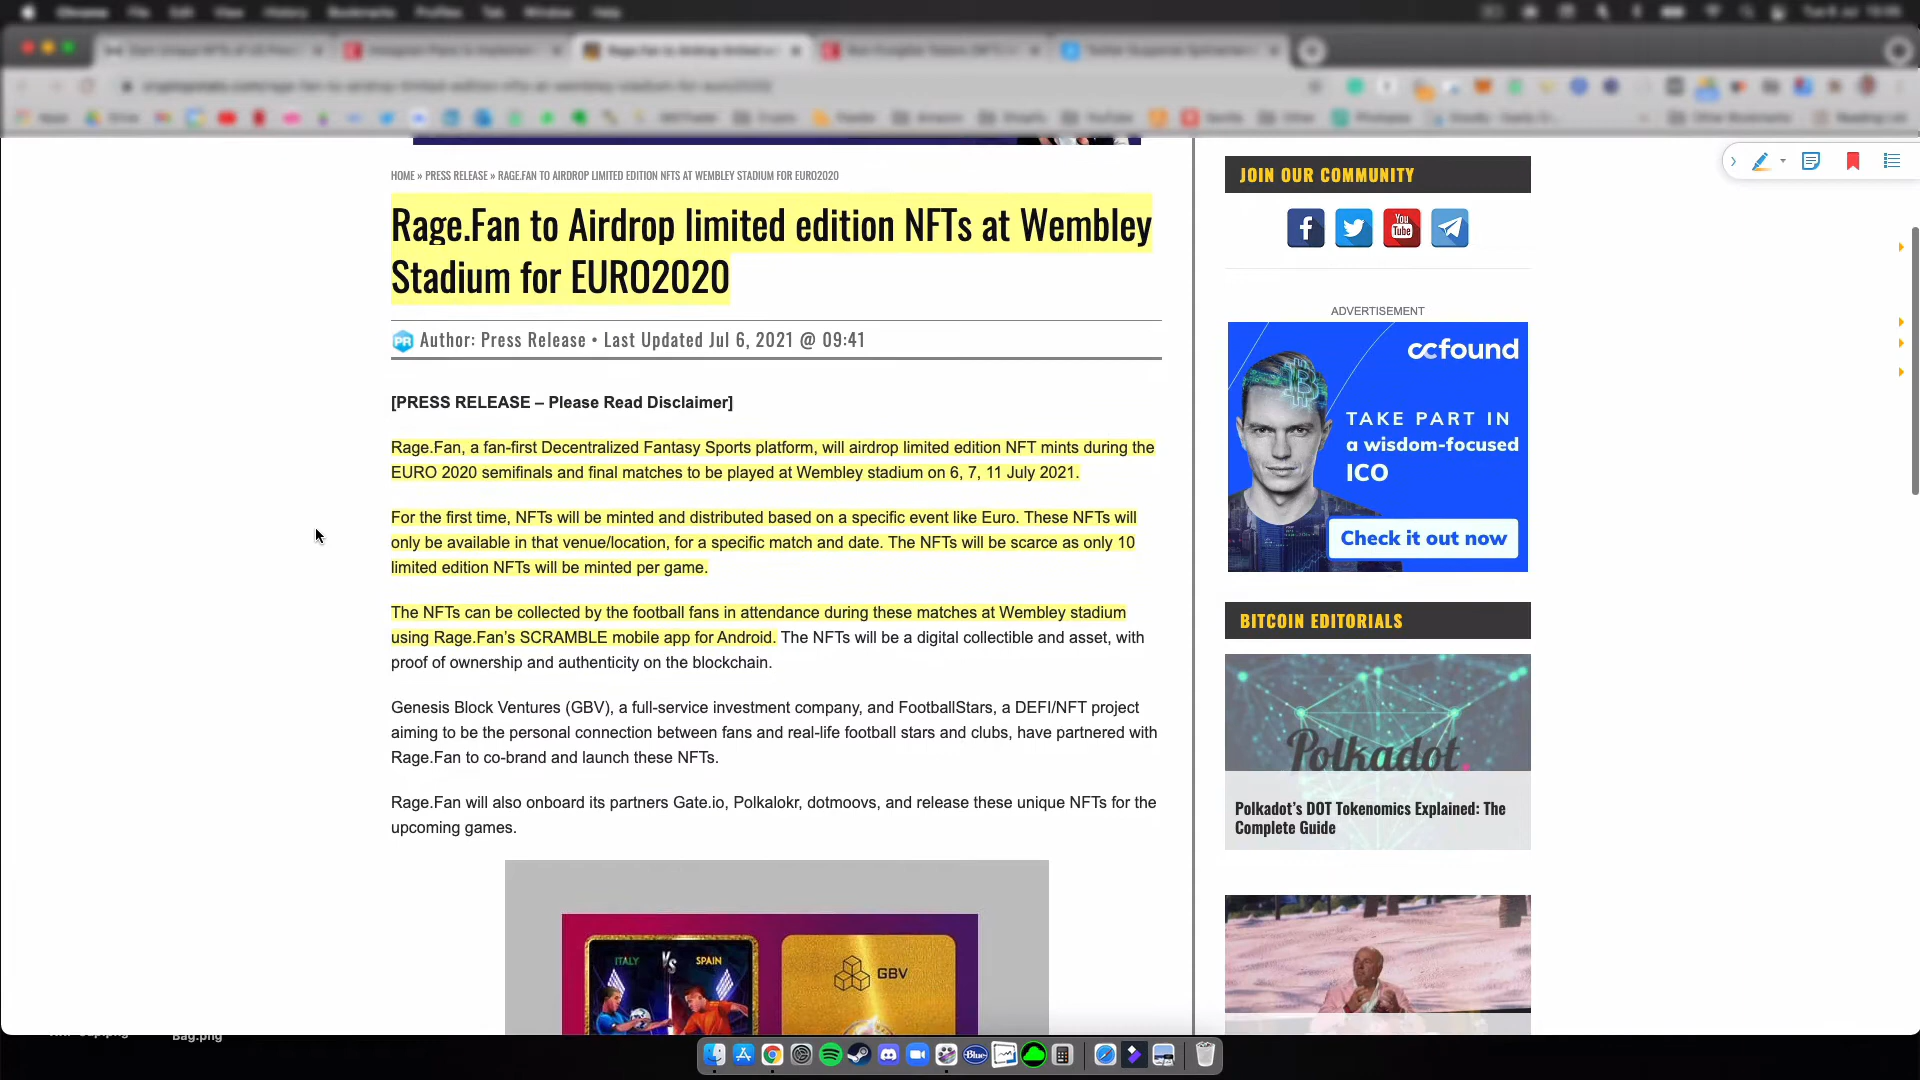 HOME » PRESS RELEASE » RAGE.FAN TO AIRDROP LIMITED EDITION NFTS AT WEMBLEY STADIUM FOR EURO2020
Rage.Fan to Airdrop limited edition NFTs at Wembley
Stadium for EURO2020
PR Author: Press Release • Last Updated Jul 6, 2021 @ 09:41
[PRESS RELEASE – Please Read Disclaimer]
Rage.Fan, a fan-first Decentralized Fantasy Sports platform, will airdrop limited edition NFT mints during the
EURO 2020 semifinals and final matches to be played at Wembley stadium on 6, 7, 11 July 2021.
For the first time, NFTs will be minted and distributed based on a specific event like Euro. These NFTs will
only be available in that venue/location, for a specific match and date. The NFTs will be scarce as only 10
limited edition NFTs will be minted per game.
The NFTs can be collected by the football fans in attendance during these matches at Wembley stadium
using Rage.Fan’s SCRAMBLE mobile app for Android. The NFTs will be a digital collectible and asset, with
proof of ownership and authenticity on the blockchain.
Genesis Block Ventures (GBV), a full-service investment company, and FootballStars, a DEFI/NFT project
aiming to be the personal connection between fans and real-life football stars and clubs, have partnered with
Rage.Fan to co-brand and launch these NFTs.
Rage.Fan will also onboard its partners Gate.io, Polkalokr, dotmoovs, and release these unique NFTs for the
upcoming games.
ITALY VS SPAIN
GBV
JOIN OUR COMMUNITY
You
Tube
ADVERTISEMENT
ccfound
TAKE PART IN
a wisdom-focused
ICO
Check it out now
BITCOIN EDITORIALS
Polkadot.
Polkadot’s DOT Tokenomics Explained: The
Complete Guide
Bag.png
Blue